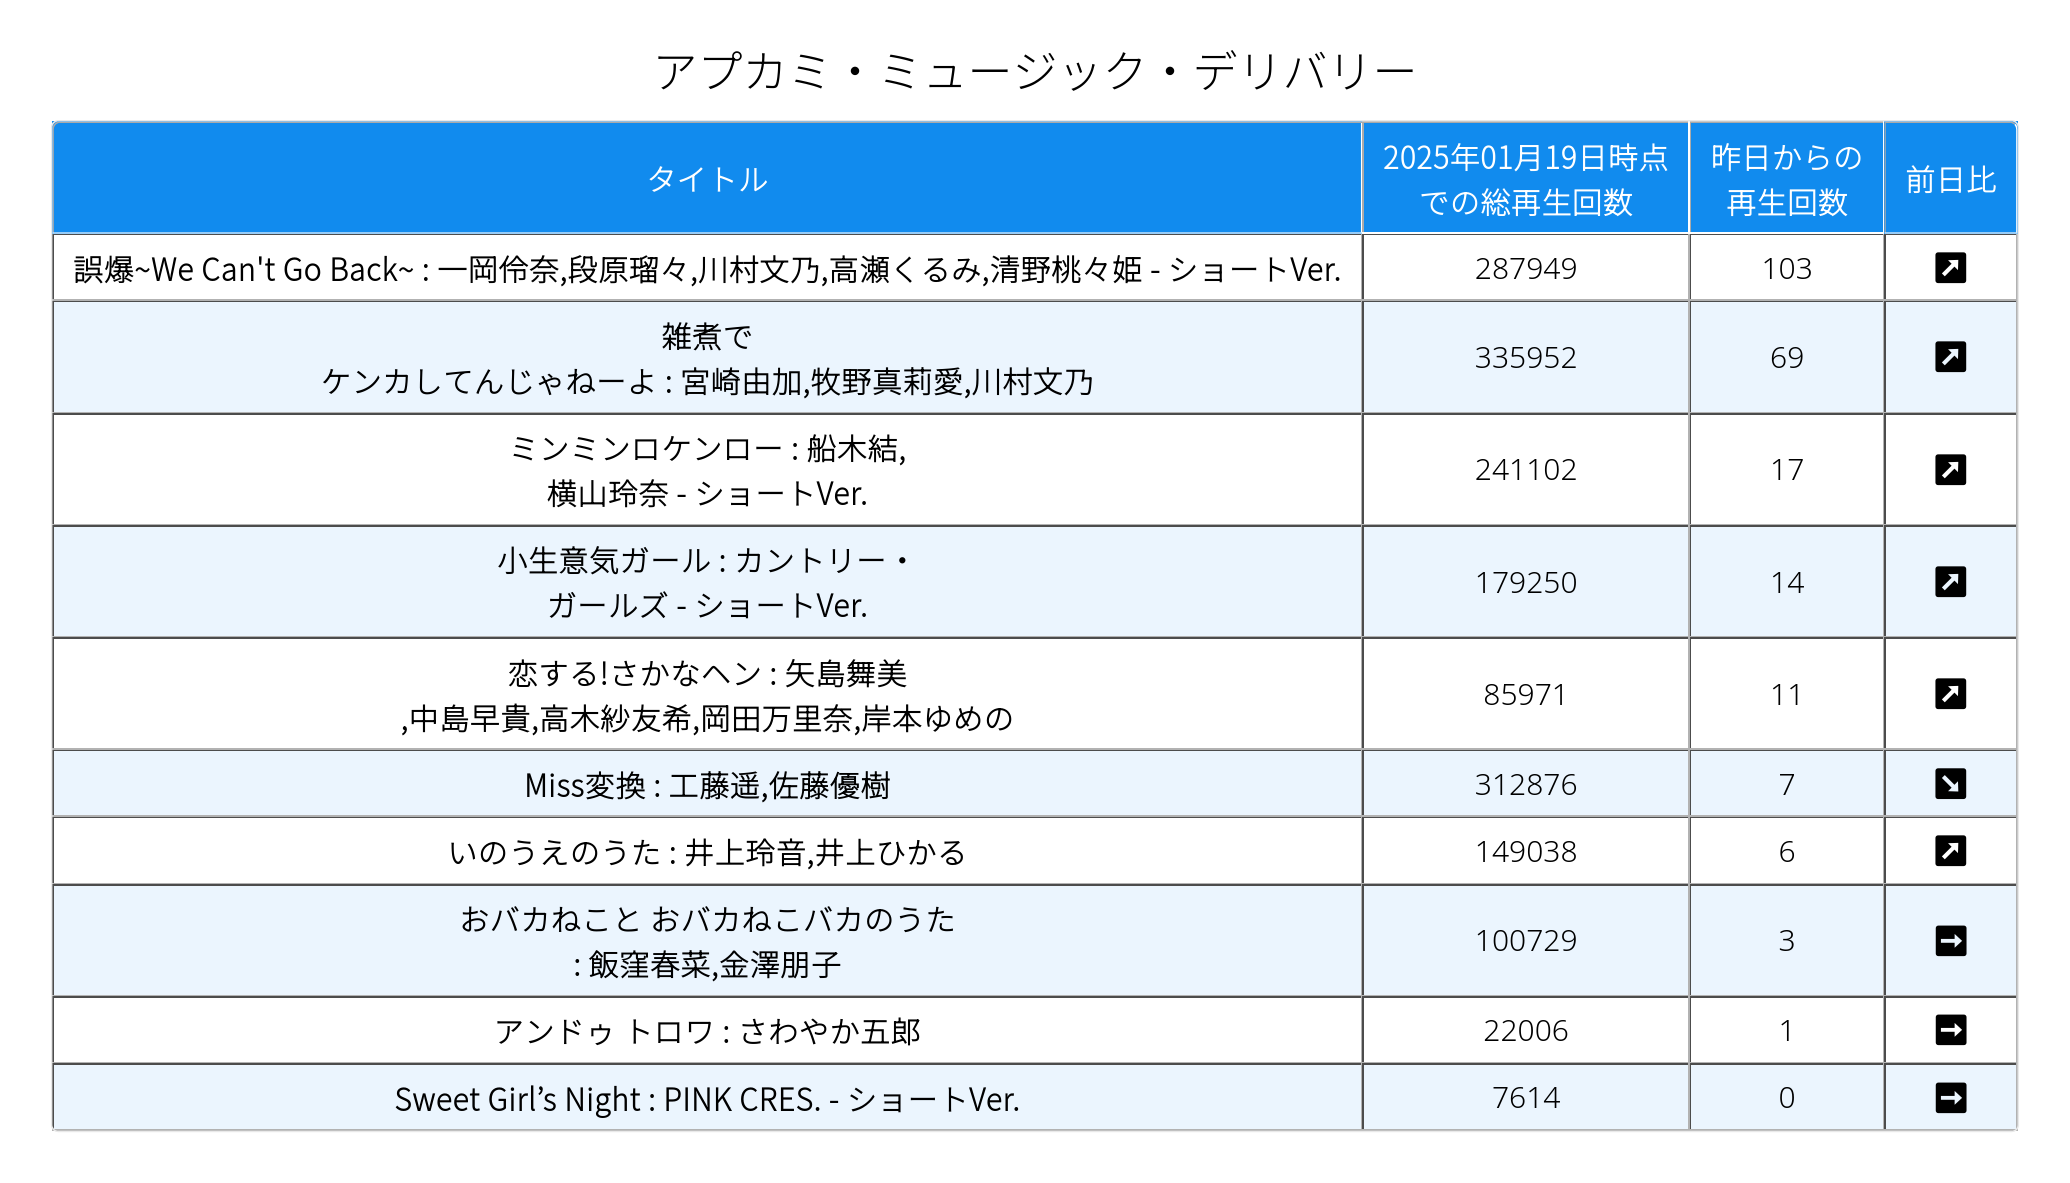 アプカミ・ミュージック・デリバリー
タイトル
2025年01月19日時点
での総再生回数
昨日からの
再生回数
前日比
誤爆~We Can't Go Back~ : 一岡伶奈,段原瑠々,川村文乃,高瀬くるみ,清野桃々姫 - ショートVer.
287949
103
雑煮で
ケンカしてんじゃねーよ : 宮崎由加,牧野真莉愛,川村文乃
335952
69
ミンミンロケンロー : 船木結,
横山玲奈 - ショートVer.
241102
17
小生意気ガール : カントリー・
ガールズ - ショートVer.
179250
14
恋する!さかなヘン : 矢島舞美
,中島早貴,高木紗友希,岡田万里奈,岸本ゆめの
85971
11
Miss変換 : 工藤遥,佐藤優樹
312876
7
いのうえのうた : 井上玲音,井上ひかる
149038
6
おバカねこと おバカねこバカのうた
: 飯窪春菜,金澤朋子
100729
3
アンドゥ トロワ : さわやか五郎
22006
1
Sweet Girl’s Night : PINK CRES. - ショートVer.
7614
0